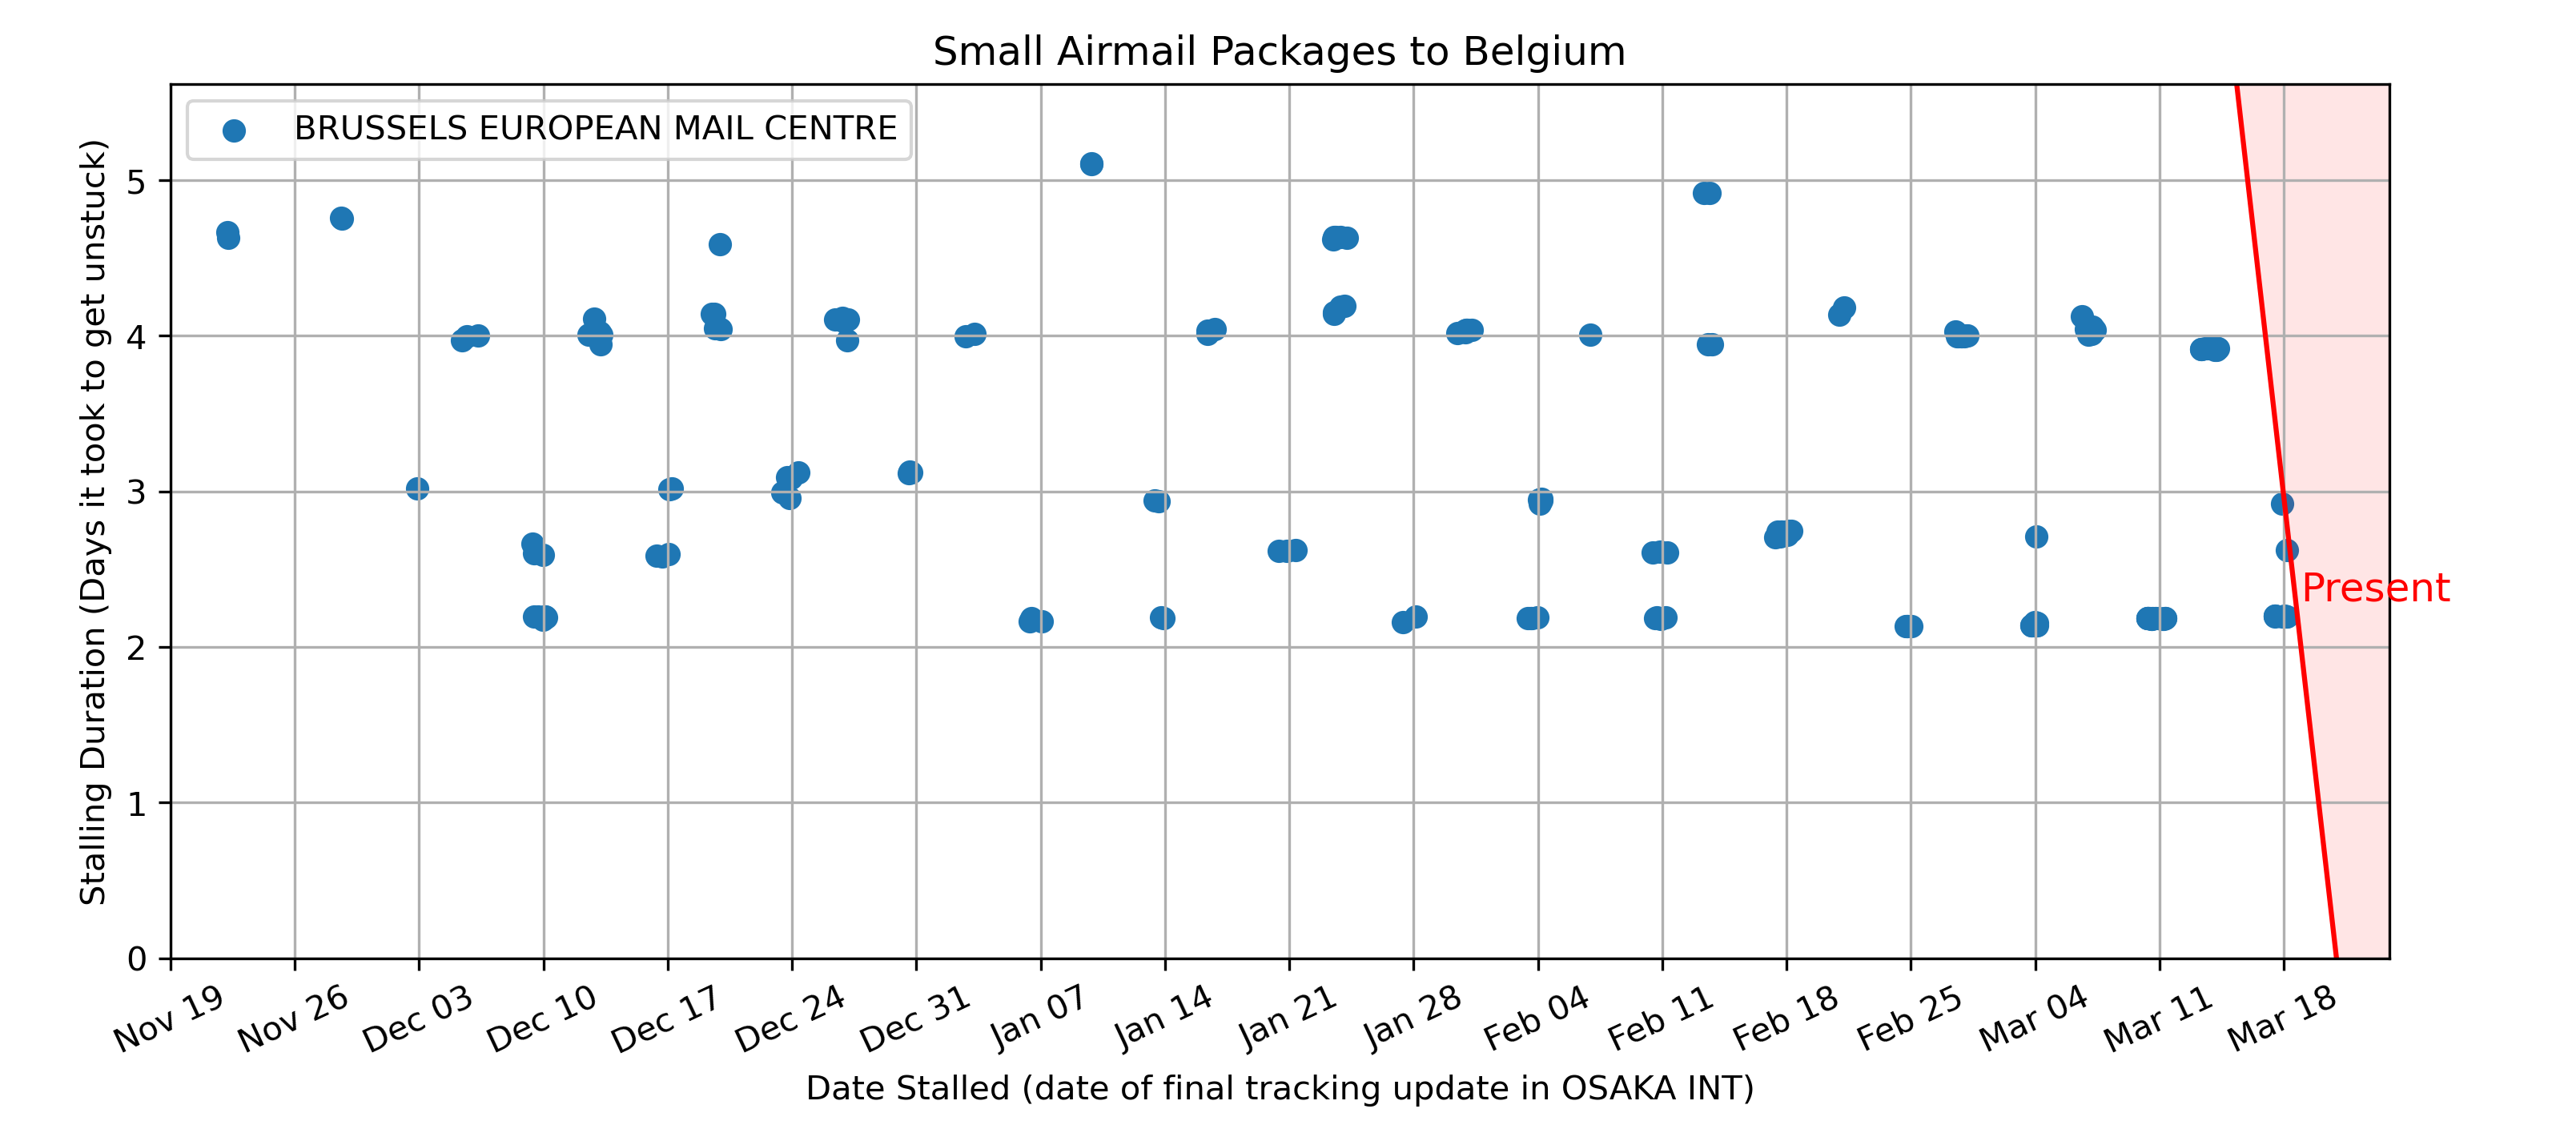 Small Airmail Packages to Belgium
BRUSSELS EUROPEAN MAIL CENTRE
Stalling Duration (Days it took to get unstuck)
5
4
3
2
1
0
Present
Nov 19
Nov 26
Dec 03
Dec 10
Dec 17
Dec 24
Dec 31
Jan 07
Jan 14
Jan 21
Jan 28
Feb 04
Feb 11
Feb 18
Feb 25
Mar 04
Mar 11
Mar 18
Date Stalled (date of final tracking update in OSAKA INT)